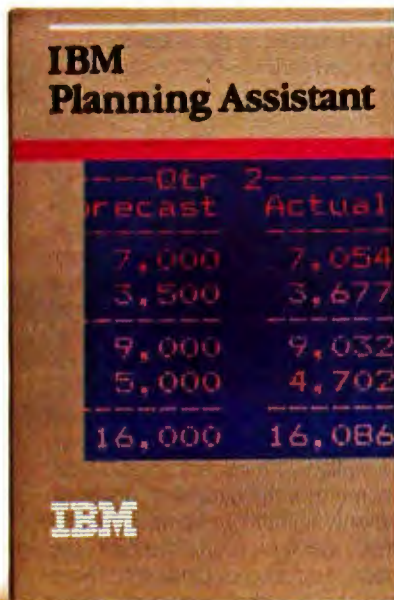 IBM
Planning Assistant
----Qtr 2----
recast Actual
7,000 7,054
3,500 3,677
9,000 9,032
5,000 4,702
16,000 16,086
IBM